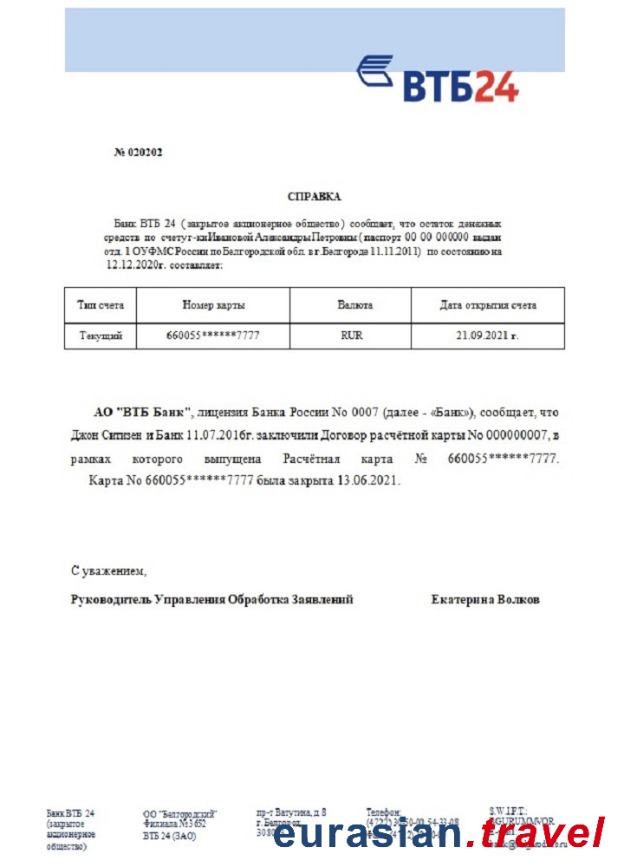 ВТБ24
№ 020202
СПРАВКА
Банк ВТБ 24 (закрытое акционерное общество) сообщает, что остаток денежных
средств по счету г-ки Ивановой Александры Петровны (паспорт 00 00 000000 выдан
отд. 1 ОУФМС России по Белгородской обл. в г. Белгороде 11.11.2011) по состоянию на
12.12.2020г. составляет:
Тип счета Номер карты Валюта Дата открытия счета
Текущий 660055******7777 RUR 21.09.2021 г.
АО "ВТБ Банк", лицензия Банка России No 0007 (далее - «Банк»), сообщает, что
Джон Ситизен и Банк 11.07.2016г. заключили Договор расчётной карты No 000000007, в
рамках которого выпущена Расчётная карта № 660055******7777.
Карта No 660055******7777 была закрыта 13.06.2021.
С уважением,
Руководитель Управления Обработка Заявлений Екатерина Волков
Банк ВТБ 24
(закрытое
акционерное
общество)
ОО "Белгородский"
Филиала №3652
ВТБ 24 (ЗАО)
пр-т Ватутина, д 8
г. Белгород,
Телефон:
S.W.I.F.T.:
eurasian.travel